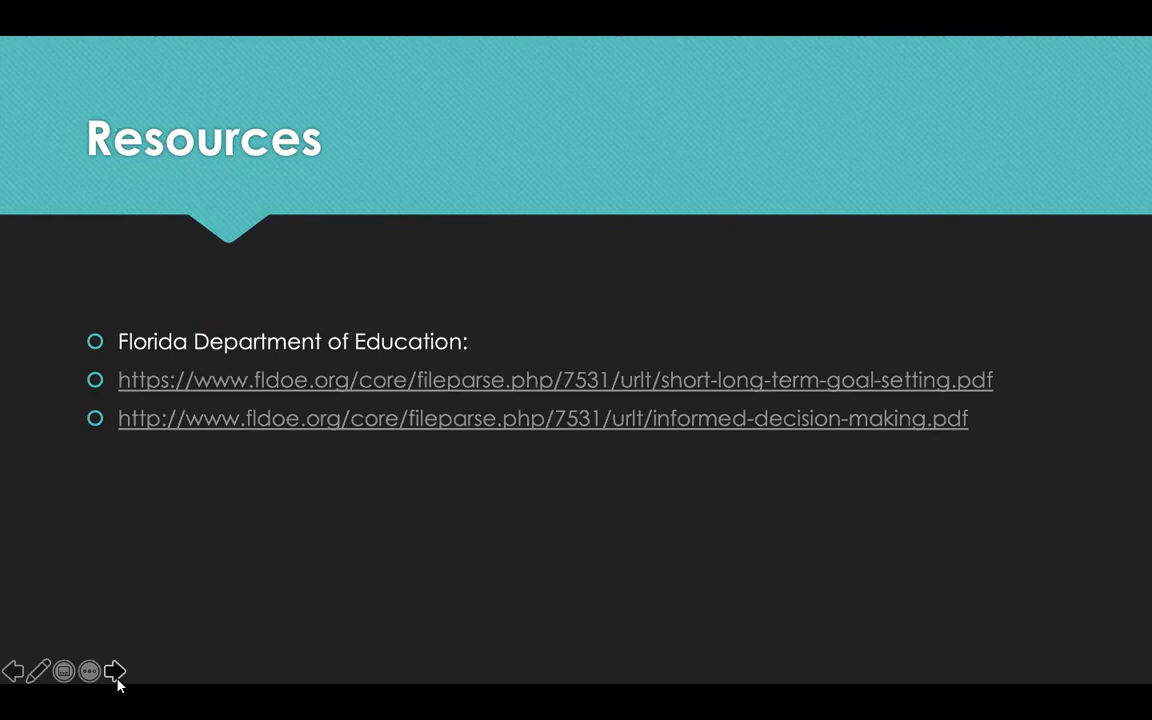 Resources
Florida Department of Education:
https://www.fldoe.org/core/fileparse.php/7531/urlt/short-long-term-goal-setting.pdf
http://www.fldoe.org/core/fileparse.php/7531/urlt/informed-decision-making.pdf